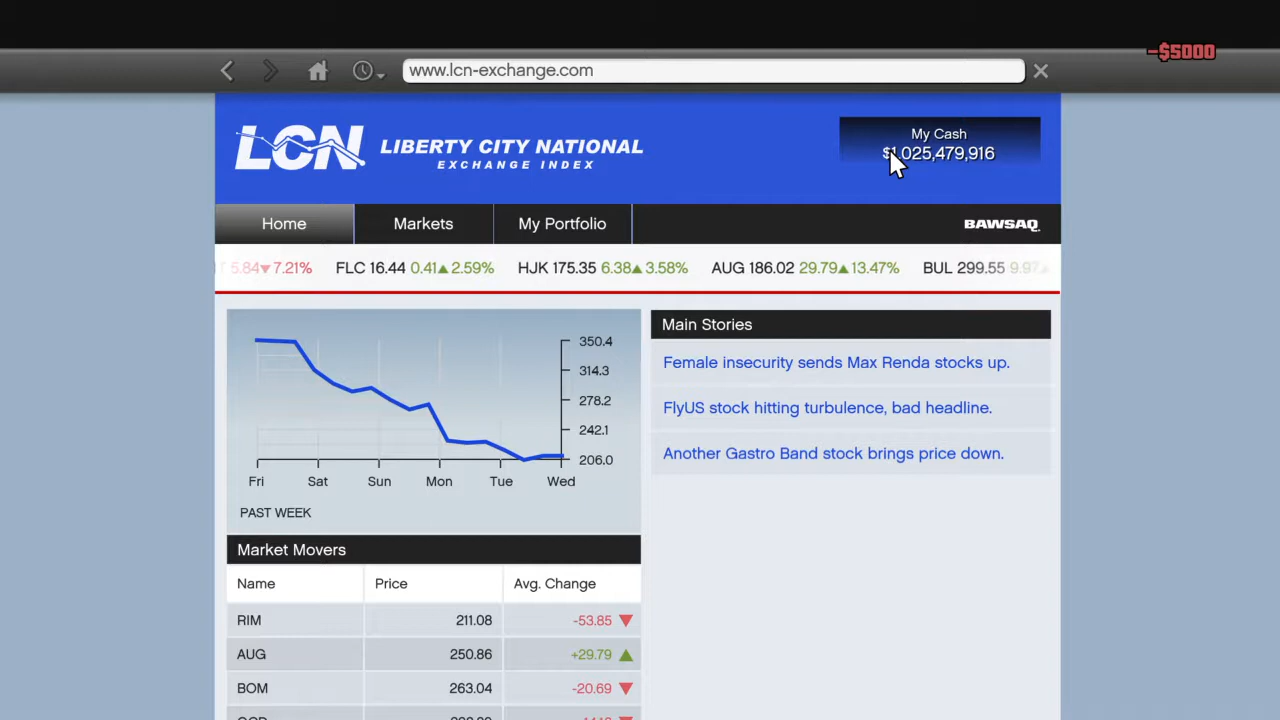 -$5000
www.lcn-exchange.com
LCN LIBERTY CITY NATIONAL
EXCHANGE INDEX
My Cash
$1,025,479,916
Home Markets My Portfolio BAWSAQ
5.84▼7.21% FLC 16.44 0.41▲2.59% HJK 175.35 6.38▲3.58% AUG 186.02 29.79▲13.47% BUL 299.55 9.97▲
350.4
314.3
278.2
242.1
206.0
Fri Sat Sun Mon Tue Wed
PAST WEEK
Main Stories
Female insecurity sends Max Renda stocks up.
FlyUS stock hitting turbulence, bad headline.
Another Gastro Band stock brings price down.
Market Movers
Name Price Avg. Change
RIM 211.08 -53.85 ▼
AUG 250.86 +29.79 ▲
BOM 263.04 -20.69 ▼